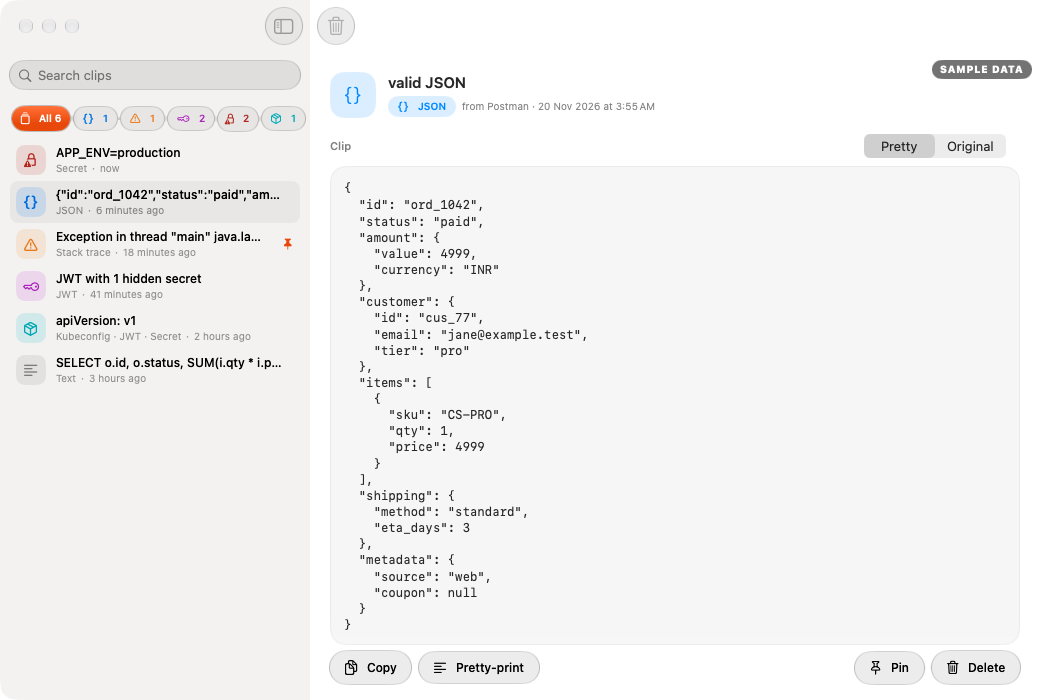 Search clips
All 6
1
1
2
2
1
APP_ENV=production
Secret · now
{"id":"ord_1042","status":"paid","am...
JSON · 6 minutes ago
Exception in thread "main" java.la...
Stack trace · 18 minutes ago
JWT with 1 hidden secret
JWT · 41 minutes ago
apiVersion: v1
Kubeconfig · JWT · Secret · 2 hours ago
SELECT o.id, o.status, SUM(i.qty * i.p...
Text · 3 hours ago
SAMPLE DATA
{} valid JSON
{} JSON from Postman · 20 Nov 2026 at 3:55 AM
Clip
Pretty Original
{
  "id": "ord_1042",
  "status": "paid",
  "amount": {
    "value": 4999,
    "currency": "INR"
  },
  "customer": {
    "id": "cus_77",
    "email": "jane@example.test",
    "tier": "pro"
  },
  "items": [
    {
      "sku": "CS-PRO",
      "qty": 1,
      "price": 4999
    }
  ],
  "shipping": {
    "method": "standard",
    "eta_days": 3
  },
  "metadata": {
    "source": "web",
    "coupon": null
  }
}
Copy Pretty-print Pin Delete